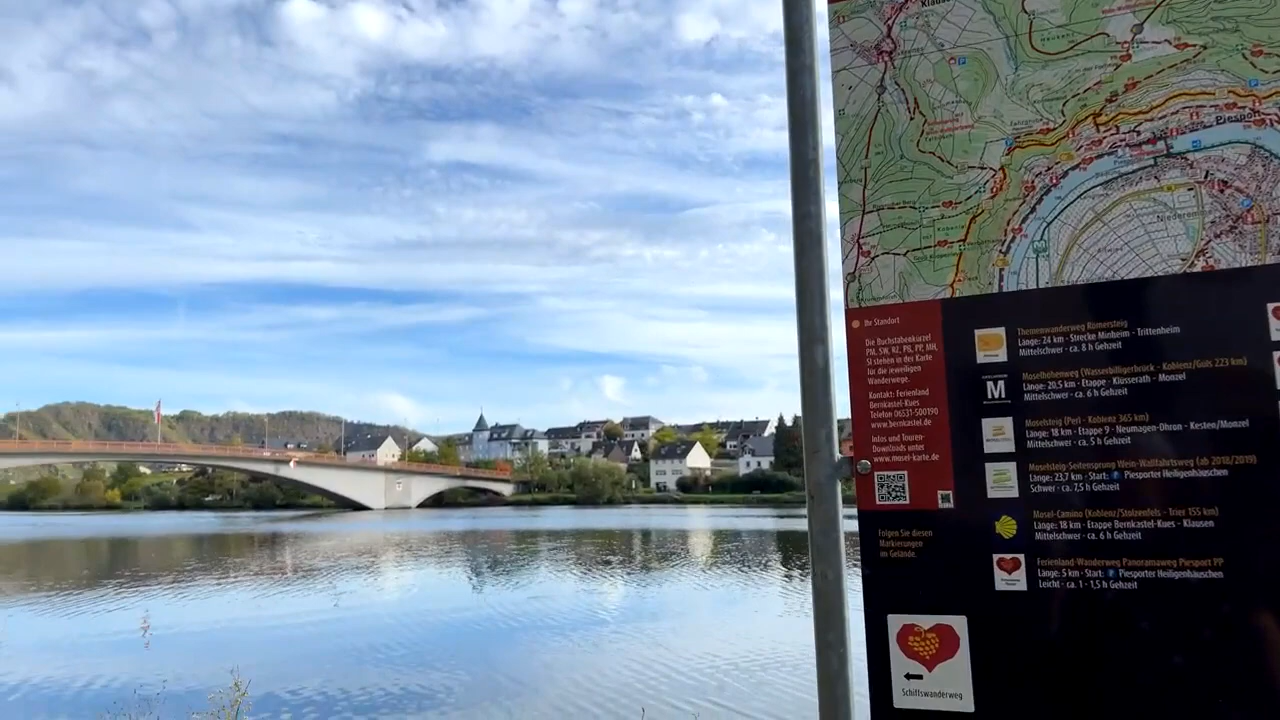 Piesport
Ihr Standort
Die Buchstabenkürzel
PM, SW, RZ, PB, PP, MH,
SI stehen in der Karte
für die jeweiligen
Wanderwege.
Kontakt: Ferienland
Bernkastel-Kues
Telefon 06531-500190
www.bernkastel.de
Infos und Touren-
Downloads unter
www.mosel-karte.de
Folgen Sie diesen
Markierungen
im Gelände.
Schiffswanderweg
Themenwanderweg Römersteig
Länge: 24 km - Strecke Minheim - Trittenheim
Mittelschwer - ca. 8 h Gehzeit
M
Moselhöhenweg (Wasserbilligerbrück - Koblenz/Güls 223 km)
Länge: 20,5 km - Etappe - Klüsserath - Monzel
Mittelschwer - ca. 6 h Gehzeit
Moselsteig (Perl - Koblenz 365 km)
Länge: 18 km - Etappe 9 - Neumagen-Dhron - Kesten/Monzel
Mittelschwer - ca. 5 h Gehzeit
Moselsteig-Seitensprung Wein-Wallfahrtsweg (ab 2018/2019)
Länge: 23,7 km - Start: P Piesporter Heiligenhäuschen
Schwer - ca. 7,5 h Gehzeit
Mosel-Camino (Koblenz/Stolzenfels - Trier 155 km)
Länge: 18 km - Etappe Bernkastel-Kues - Klausen
Mittelschwer - ca. 6 h Gehzeit
Ferienland-Wanderweg Panoramaweg Piesport PP
Länge: 5 km - Start: P Piesporter Heiligenhäuschen
Leicht - ca. 1 - 1,5 h Gehzeit